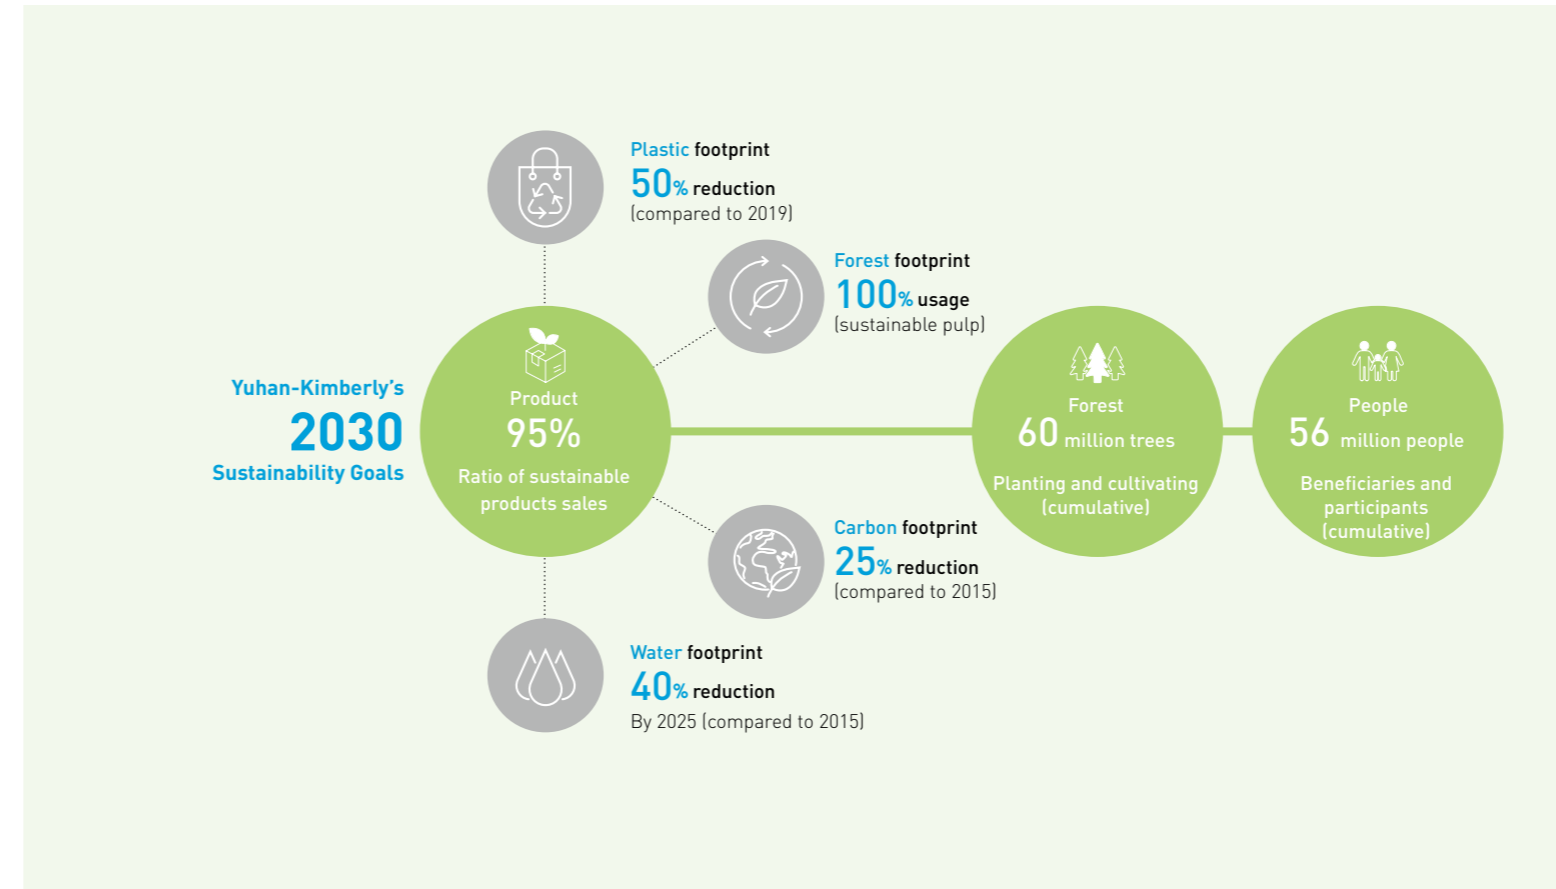 Yuhan-Kimberly’s
2030
Sustainability Goals
Product
95%
Ratio of sustainable
products sales
Plastic footprint
50% reduction
(compared to 2019)
Forest footprint
100% usage
(sustainable pulp)
Carbon footprint
25% reduction
(compared to 2015)
Water footprint
40% reduction
By 2025 (compared to 2015)
Forest
60 million trees
Planting and cultivating
(cumulative)
People
56 million people
Beneficiaries and
participants
(cumulative)